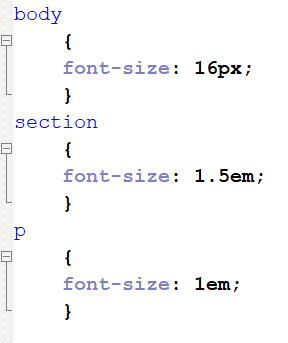 body
{
font-size: 16px;
}
section
{
font-size: 1.5em;
}
p
{
font-size: 1em;
}